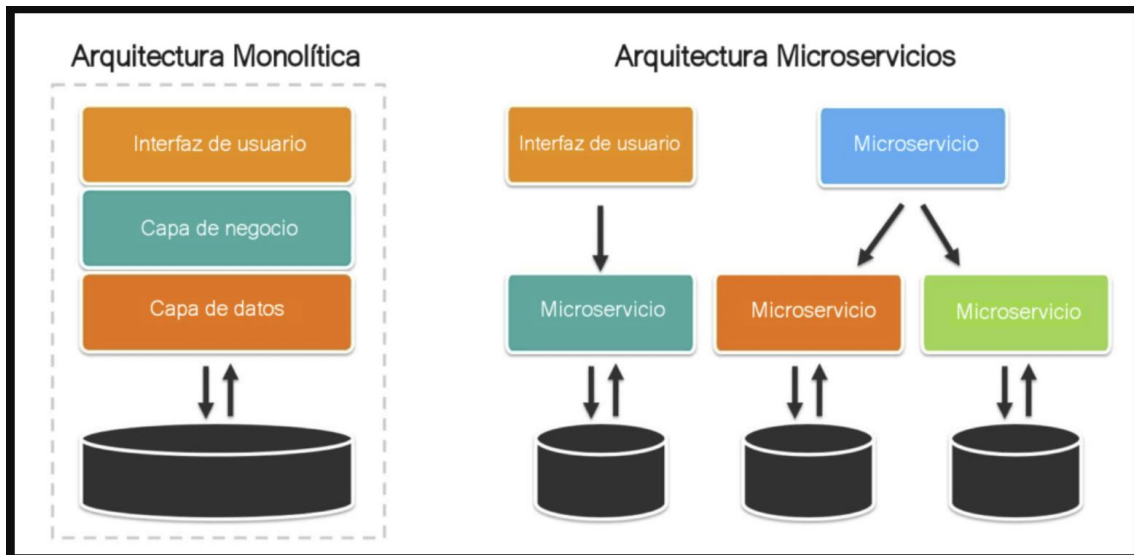 Arquitectura Monolítica
Interfaz de usuario
Capa de negocio
Capa de datos
Arquitectura Microservicios
Interfaz de usuario
Microservicio
Microservicio
Microservicio
Microservicio